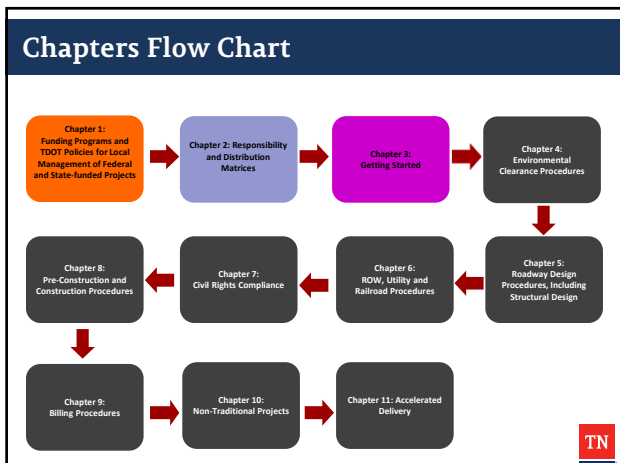 Chapters Flow Chart
Chapter 1:
Funding Programs and
TDOT Policies for Local
Management of Federal
and State-funded Projects
Chapter 2: Responsibility
and Distribution
Matrices
Chapter 3:
Getting Started
Chapter 4:
Environmental
Clearance Procedures
Chapter 5:
Roadway Design
Procedures, Including
Structural Design
Chapter 6:
ROW, Utility and
Railroad Procedures
Chapter 7:
Civil Rights Compliance
Chapter 8:
Pre-Construction and
Construction Procedures
Chapter 9:
Billing Procedures
Chapter 10:
Non-Traditional Projects
Chapter 11: Accelerated
Delivery
TN